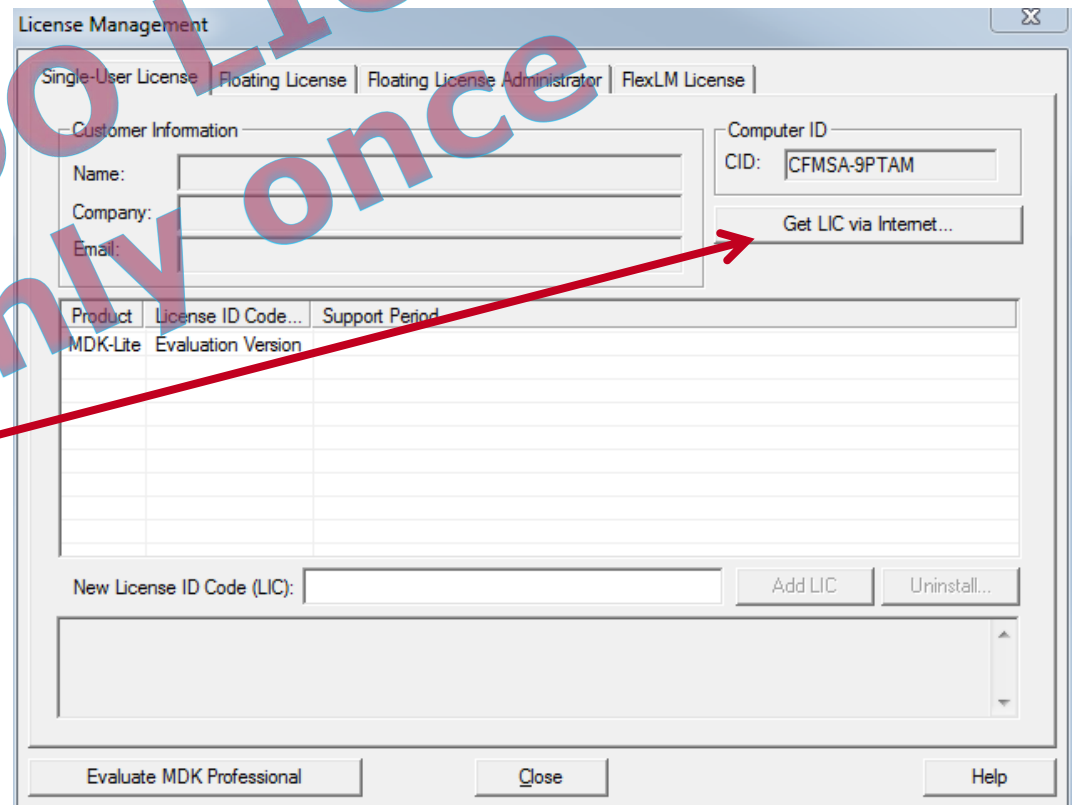 License Management
Single-User License Floating License Floating License Administrator FlexLM License
Customer Information
Name:
Company:
Email:
Computer ID
CID: CFMSA-9PTAM
Get LIC via Internet...
Product License ID Code... Support Period
MDK-Lite Evaluation Version
New License ID Code (LIC): Add LIC Uninstall...
Evaluate MDK Professional Close Help
only once